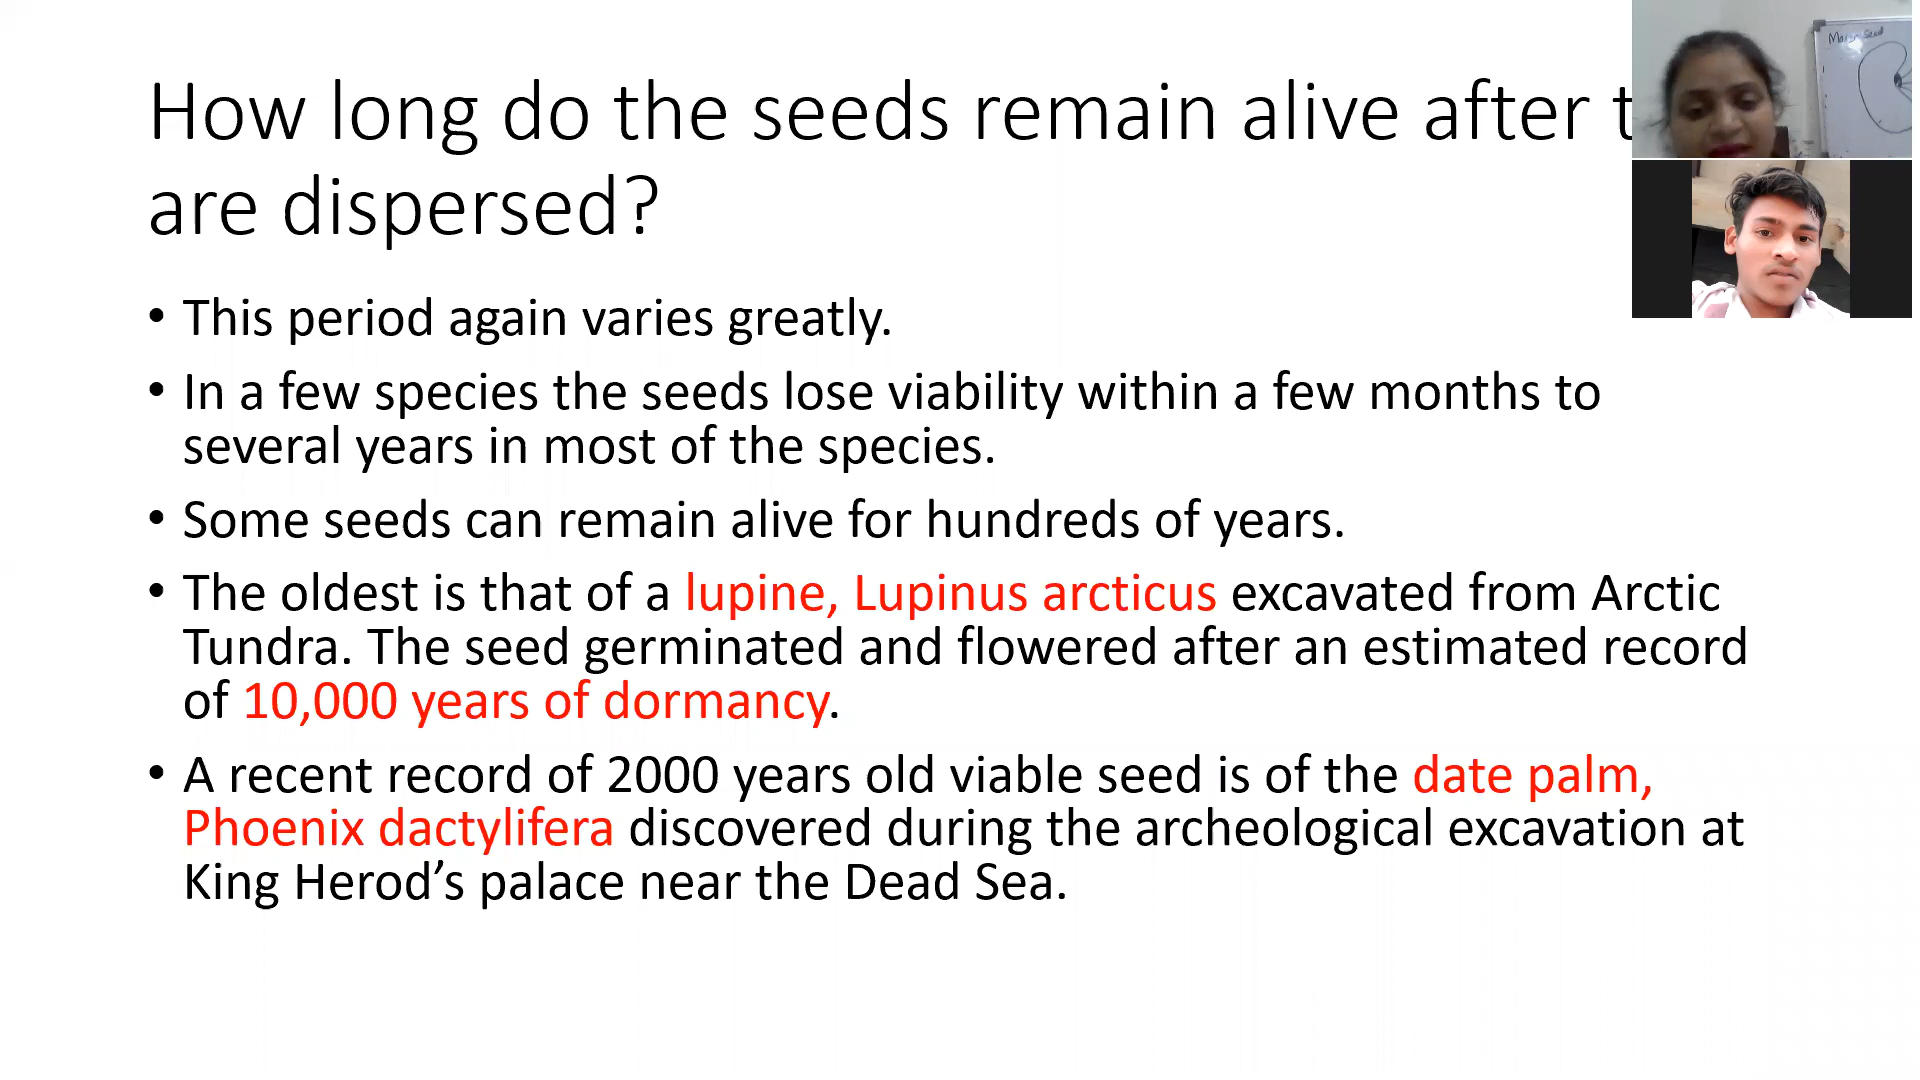 How long do the seeds remain alive after t
are dispersed?
• This period again varies greatly.
• In a few species the seeds lose viability within a few months to
several years in most of the species.
• Some seeds can remain alive for hundreds of years.
• The oldest is that of a lupine, Lupinus arcticus excavated from Arctic
Tundra. The seed germinated and flowered after an estimated record
of 10,000 years of dormancy.
• A recent record of 2000 years old viable seed is of the date palm,
Phoenix dactylifera discovered during the archeological excavation at
King Herod’s palace near the Dead Sea.
Seed